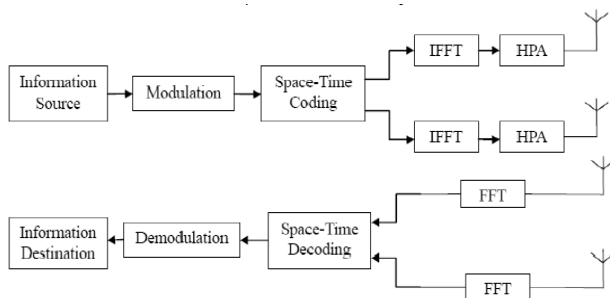 IFFT
HPA
Information
Source
Modulation
Space-Time
Coding
IFFT
HPA
FFT
Information
Destination
Demodulation
Space-Time
Decoding
FFT